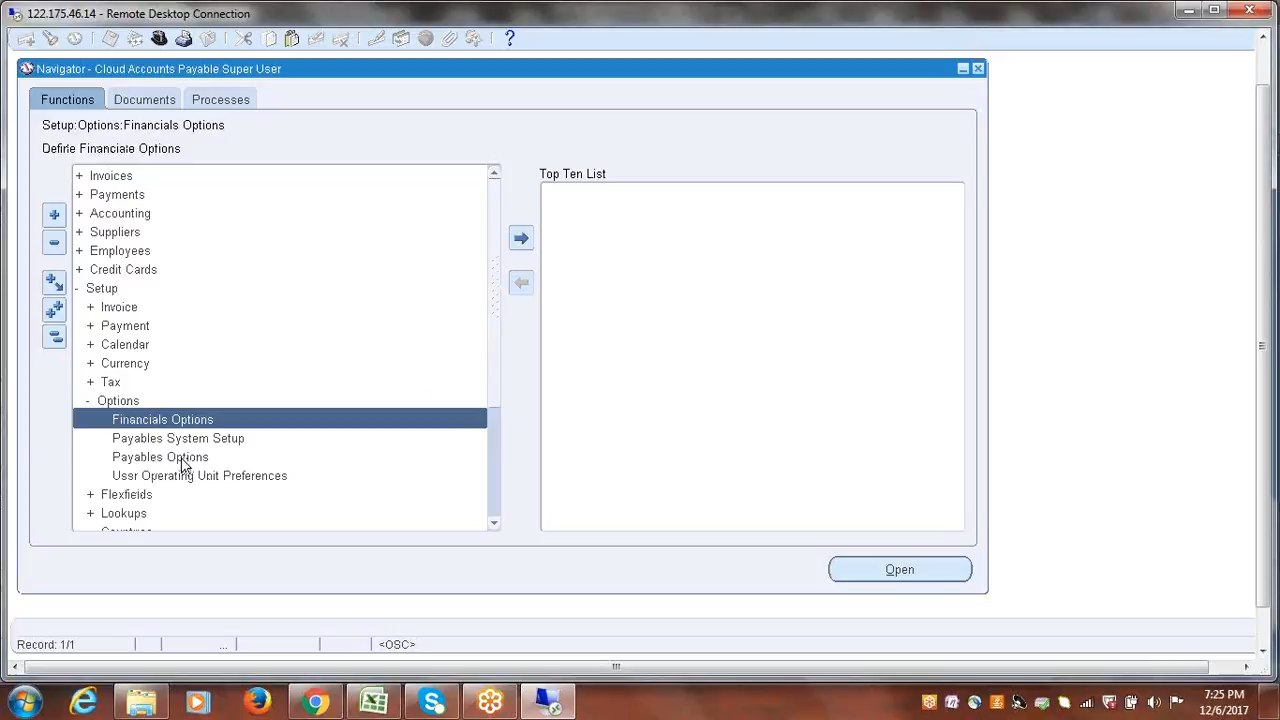 122.175.46.14 - Remote Desktop Connection
Navigator - Cloud Accounts Payable Super User
Functions
Documents
Processes
Setup:Options:Financials Options
Define Financials Options
Top Ten List
+ Invoices
+ Payments
+ Accounting
+ Suppliers
+ Employees
+ Credit Cards
- Setup
+ Invoice
+ Payment
+ Calendar
+ Currency
+ Tax
- Options
Financials Options
Payables System Setup
Payables Options
User Operating Unit Preferences
+ Flexfields
+ Lookups
Countries
Open
Record: 1/1
...
<OSC>
7:25 PM
12/6/2017